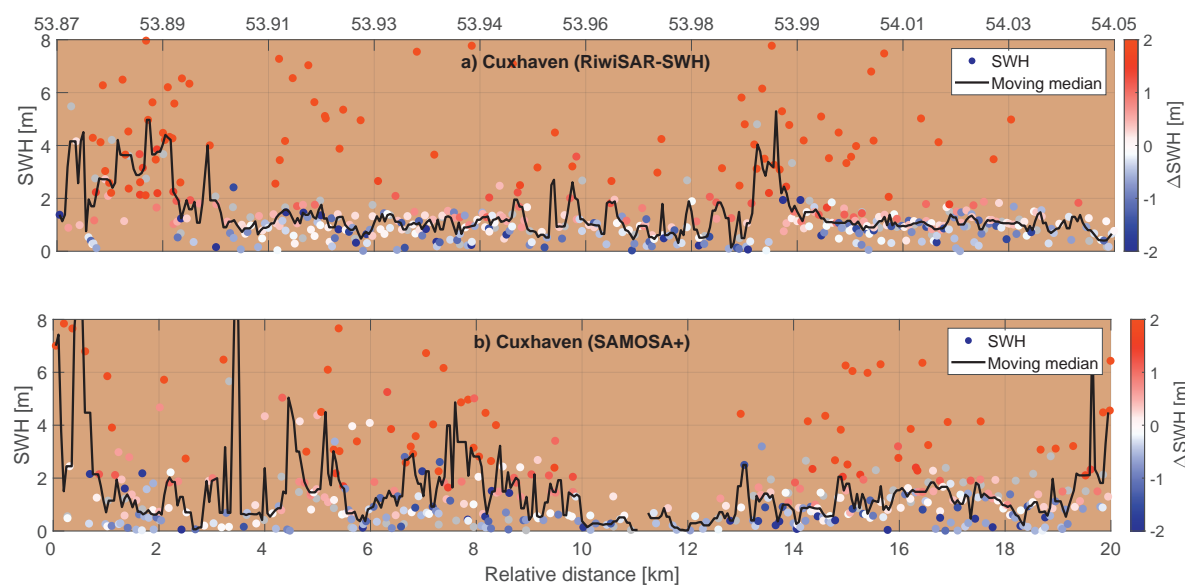 53.87 53.89 53.91 53.93 53.94 53.96 53.98 53.99 54.01 54.03 54.05
a) Cuxhaven (RiwiSAR-SWH)
SWH
Moving median
SWH [m]
8
6
4
2
0
2
1
0
-1
-2
ΔSWH [m]
b) Cuxhaven (SAMOSA+)
SWH
Moving median
SWH [m]
8
6
4
2
0
2
1
0
-1
-2
ΔSWH [m]
0 2 4 6 8 10 12 14 16 18 20
Relative distance [km]